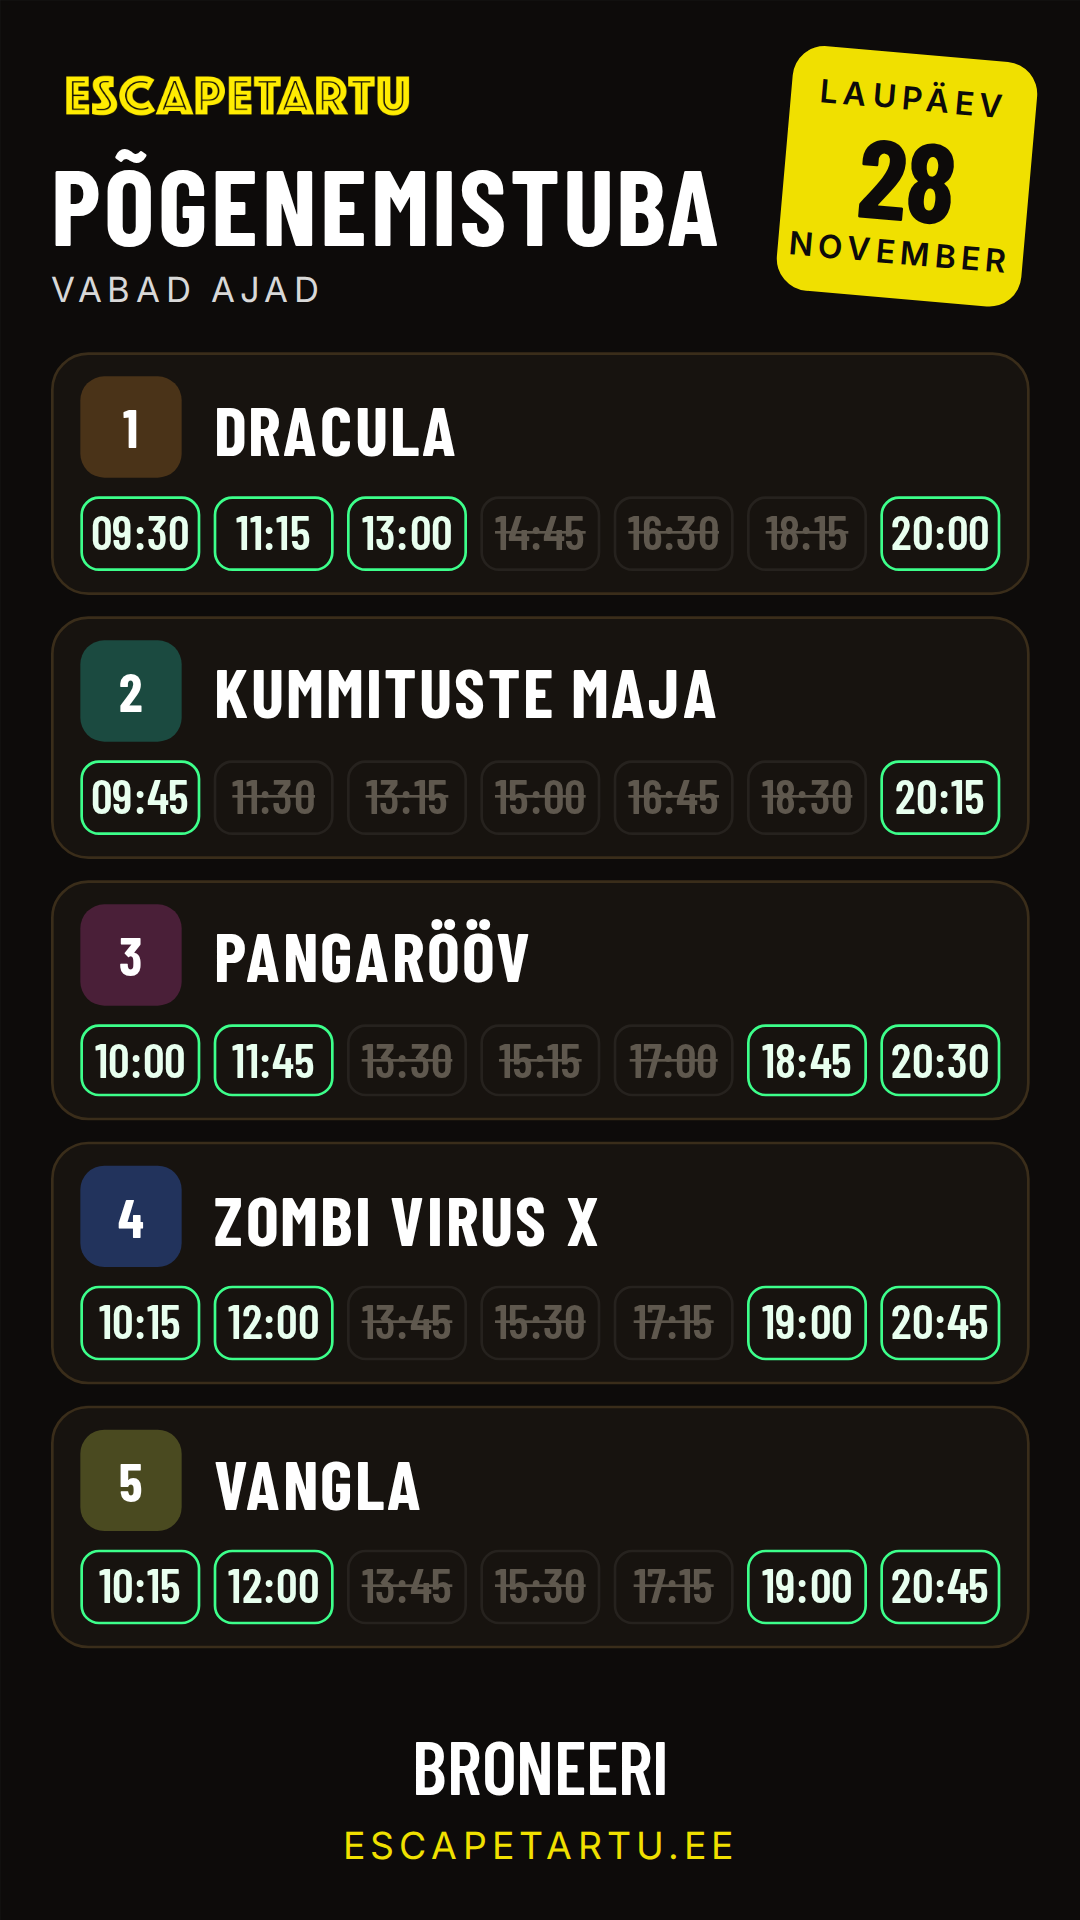 ESCAPETARTU
PÕGENEMISTUBA
VABAD AJAD
LAUPÄEV
28
NOVEMBER
1 DRACULA
09:30 11:15 13:00 14:45 16:30 18:15 20:00
2 KUMMITUSTE MAJA
09:45 11:30 13:15 15:00 16:45 18:30 20:15
3 PANGARÖÖV
10:00 11:45 13:30 15:15 17:00 18:45 20:30
4 ZOMBI VIRUS X
10:15 12:00 13:45 15:30 17:15 19:00 20:45
5 VANGLA
10:15 12:00 13:45 15:30 17:15 19:00 20:45
BRONEERI
ESCAPETARTU.EE